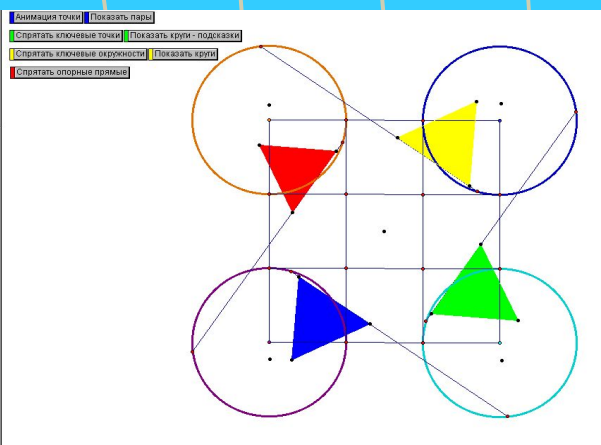 Анимация точки Показать пары
Спрятать ключевые точки Показать круги - подсказки
Спрятать ключевые окружности Показать круги
Спрятать опорные прямые